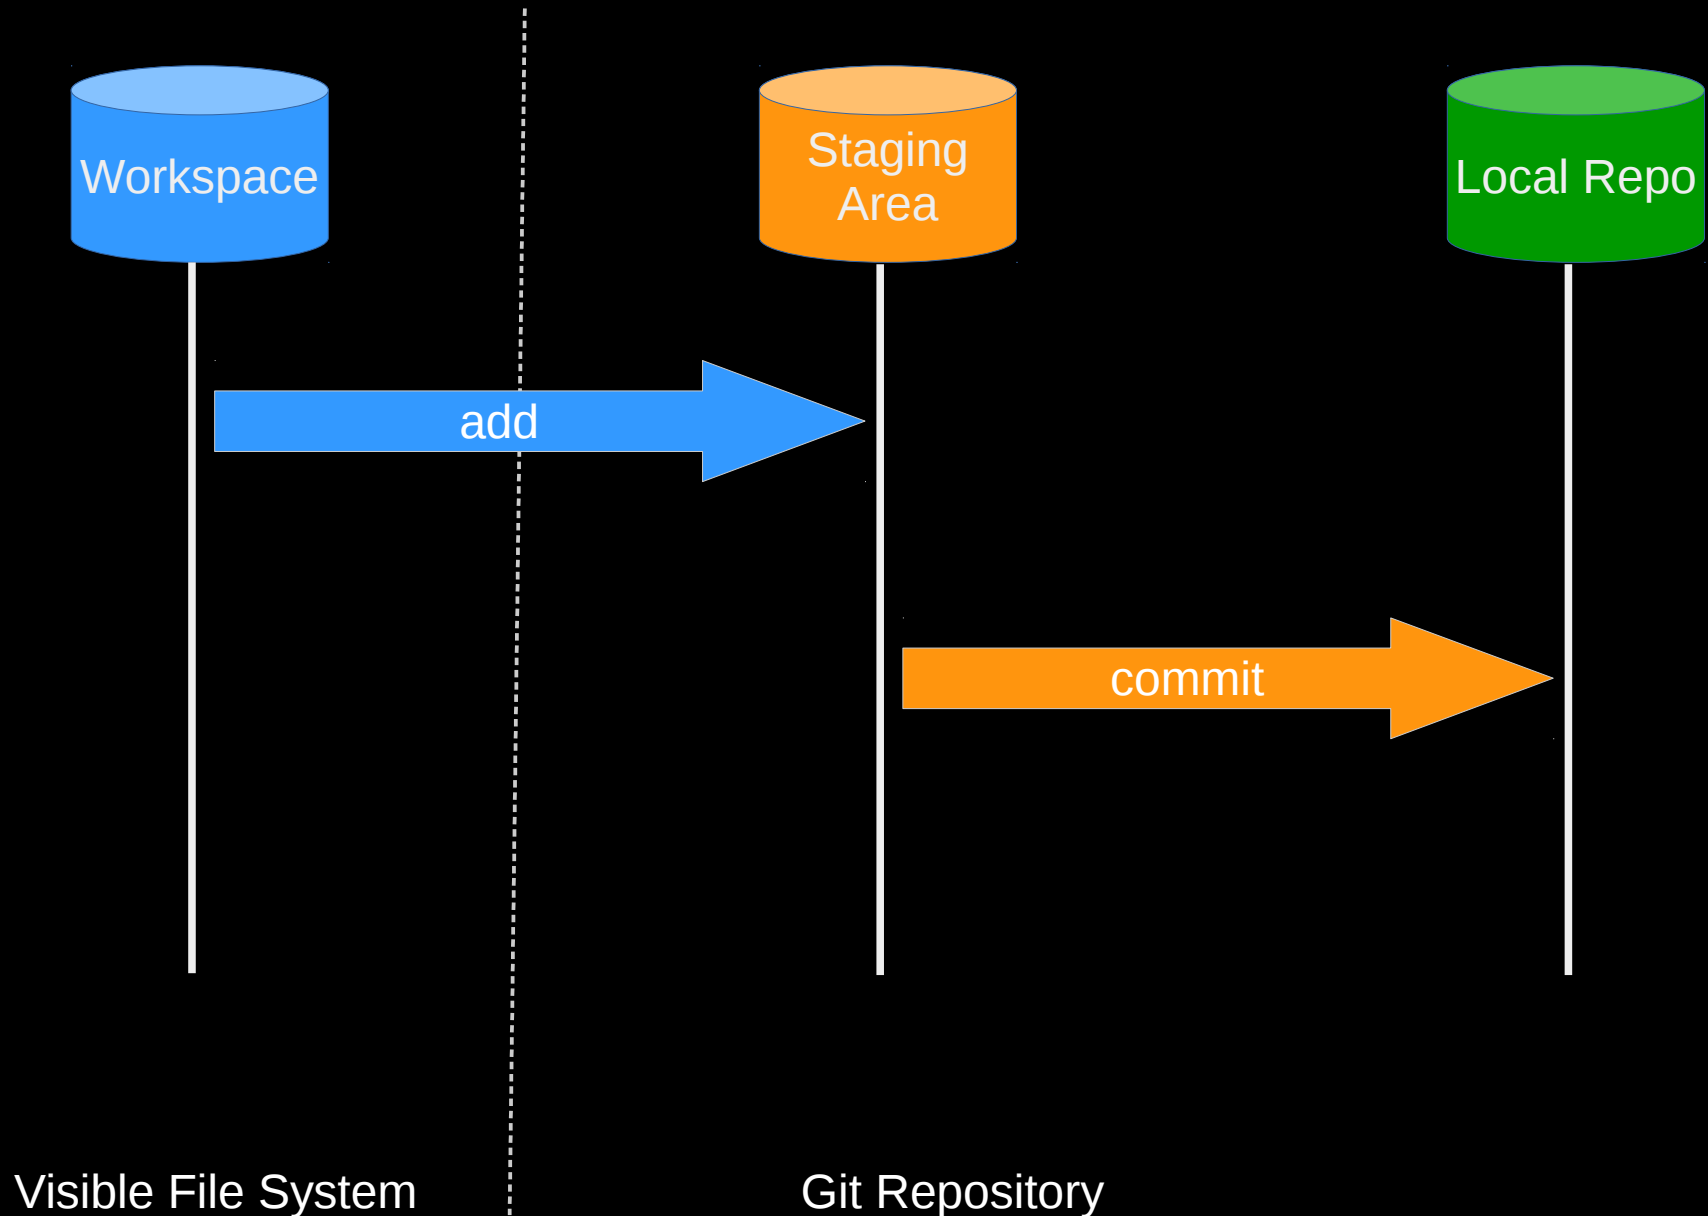 Workspace
Staging
Area
Local Repo
add
commit
Visible File System
Git Repository